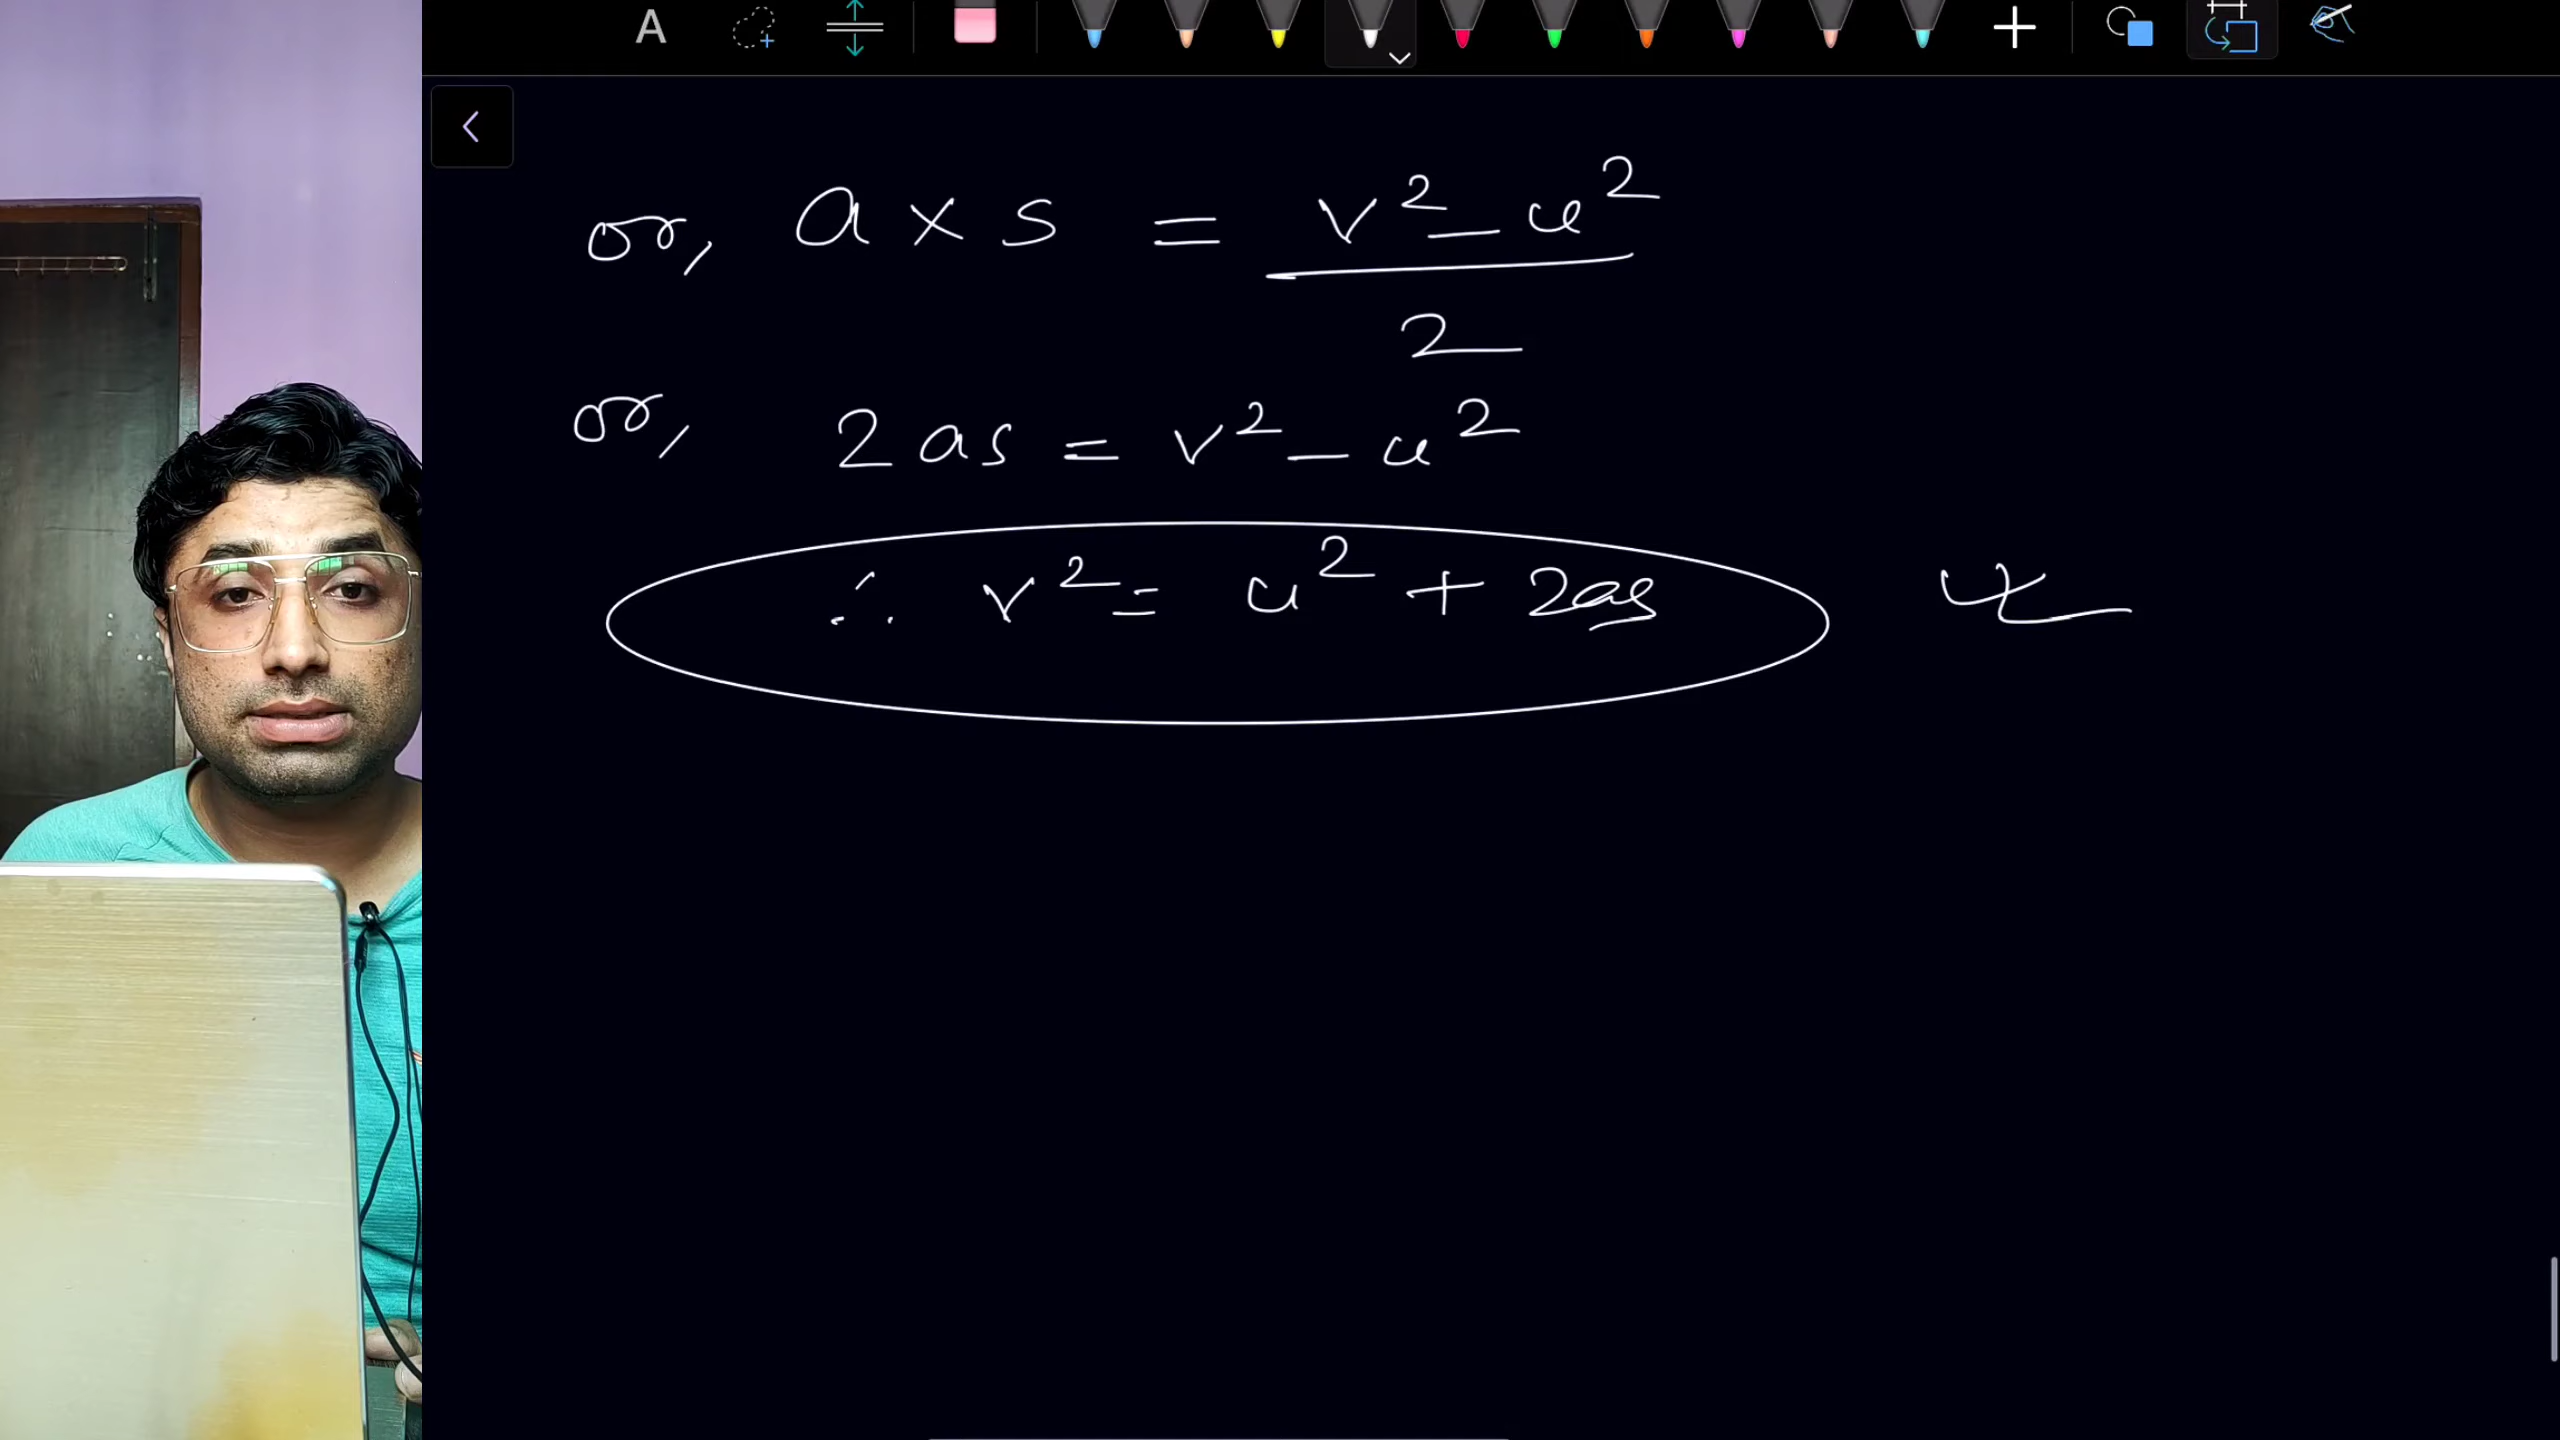 A
or, a × s = v² - u² / 2
or, 2as = v² - u²
∴ v² = u² + 2as